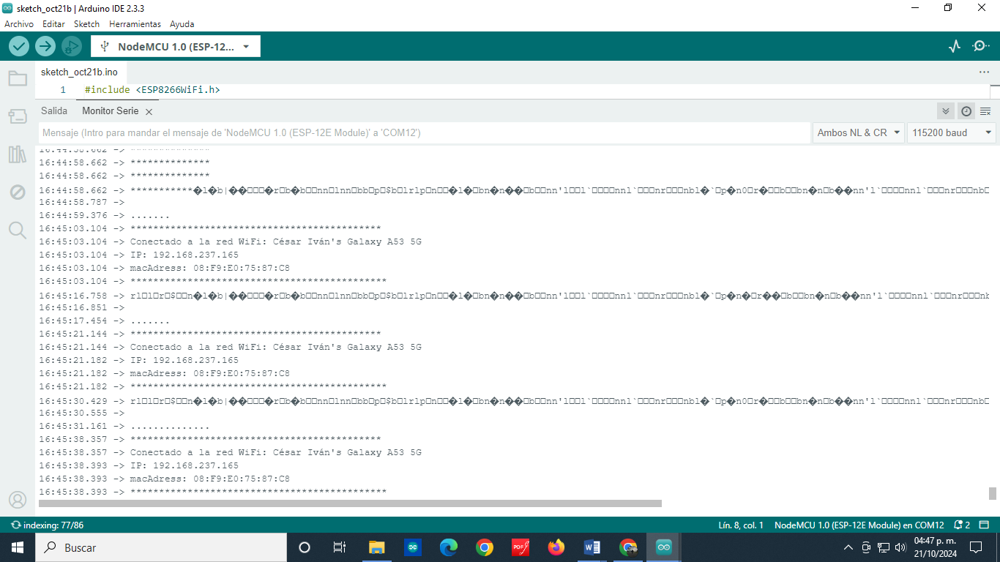 sketch_oct21b | Arduino IDE 2.3.3
Archivo Editar Sketch Herramientas Ayuda
NodeMCU 1.0 (ESP-12...
sketch_oct21b.ino
1 #include <ESP8266WiFi.h>
Salida Monitor Serie
Mensaje (Intro para mandar el mensaje de 'NodeMCU 1.0 (ESP-12E Module)' a 'COM12')
Ambos NL & CR
115200 baud
16:44:58.662 -> **************
16:44:58.662 -> **************
16:44:58.662 -> **************
16:44:58.662 -> ***********
16:44:58.787 ->
16:44:59.376 -> .......
16:45:03.104 -> ********************************************
16:45:03.104 -> Conectado a la red WiFi: César Iván's Galaxy A53 5G
16:45:03.104 -> IP: 192.168.237.165
16:45:03.104 -> macAdress: 08:F9:E0:75:87:C8
16:45:03.104 -> *********************************************
16:45:16.758 ->
16:45:16.851 ->
16:45:17.454 -> .......
16:45:21.144 -> ********************************************
16:45:21.144 -> Conectado a la red WiFi: César Iván's Galaxy A53 5G
16:45:21.182 -> IP: 192.168.237.165
16:45:21.182 -> macAdress: 08:F9:E0:75:87:C8
16:45:21.182 -> *********************************************
16:45:30.429 ->
16:45:30.555 ->
16:45:31.161 -> ..............
16:45:38.357 -> ********************************************
16:45:38.357 -> Conectado a la red WiFi: César Iván's Galaxy A53 5G
16:45:38.393 -> IP: 192.168.237.165
16:45:38.393 -> macAdress: 08:F9:E0:75:87:C8
16:45:38.393 -> *********************************************
indexing: 77/86
Lín. 8, col. 1 NodeMCU 1.0 (ESP-12E Module) en COM12 2
Buscar
04:47 p. m.
21/10/2024